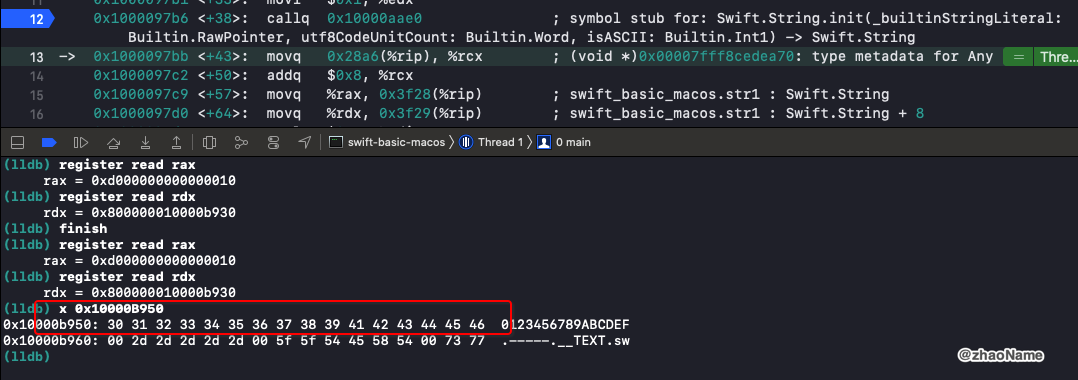 11 0x1000097b1 <+33>: movl $0x1, %edx
12 0x1000097b6 <+38>: callq 0x10000aae0 ; symbol stub for: Swift.String.init(_builtinStringLiteral:
Builtin.RawPointer, utf8CodeUnitCount: Builtin.Word, isASCII: Builtin.Int1) -> Swift.String
13 -> 0x1000097bb <+43>: movq 0x28a6(%rip), %rcx ; (void *)0x00007fff8cedea70: type metadata for Any = Thre...
14 0x1000097c2 <+50>: addq $0x8, %rcx
15 0x1000097c9 <+57>: movq %rax, 0x3f28(%rip) ; swift_basic_macos.str1 : Swift.String
16 0x1000097d0 <+64>: movq %rdx, 0x3f29(%rip) ; swift_basic_macos.str1 : Swift.String + 8
swift-basic-macos Thread 1 0 main
(lldb) register read rax
rax = 0xd000000000000010
(lldb) register read rdx
rdx = 0x800000010000b930
(lldb) finish
(lldb) register read rax
rax = 0xd000000000000010
(lldb) register read rdx
rdx = 0x800000010000b930
(lldb) x 0x10000B950
0x10000b950: 30 31 32 33 34 35 36 37 38 39 41 42 43 44 45 46 0123456789ABCDEF
0x10000b960: 00 2d 2d 2d 2d 2d 00 5f 5f 54 45 58 54 00 73 77 .-----.__TEXT.sw
(lldb)
@zhaoName